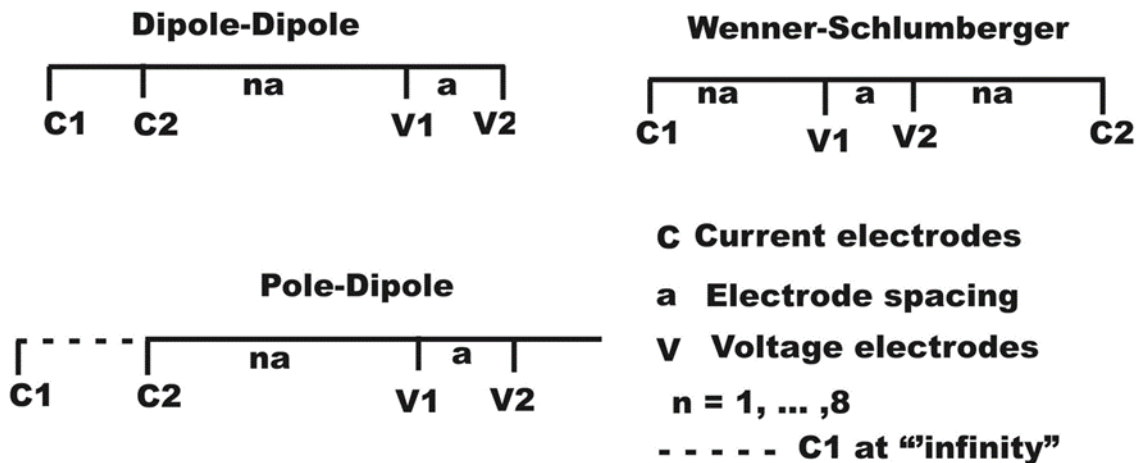 Dipole-Dipole
na a
C1 C2 V1 V2
Wenner-Schlumberger
na a na
C1 V1 V2 C2
Pole-Dipole
na a
C1 C2 V1 V2
C Current electrodes
a Electrode spacing
V Voltage electrodes
n = 1, ... ,8
- - - - - C1 at “’infinity”